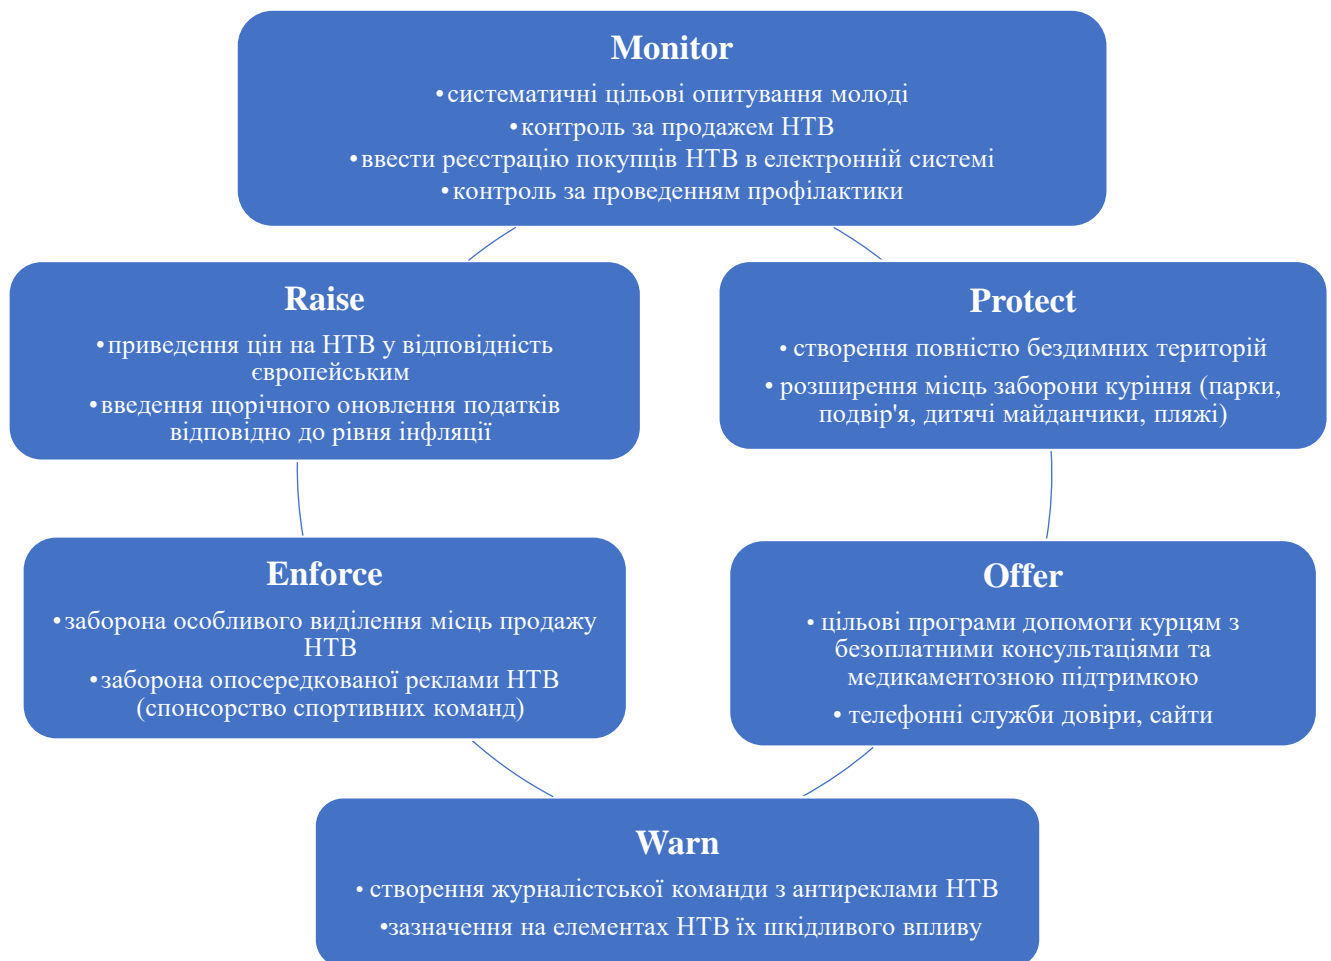 Monitor
•систематичні цільові опитування молоді
•контроль за продажем НТВ
•ввести реєстрацію покупців НТВ в електронній системі
•контроль за проведенням профілактики
Raise
•приведення цін на НТВ у відповідність
європейським
•введення щорічного оновлення податків
відповідно до рівня інфляції
Protect
• створення повністю бездимних територій
• розширення місць заборони куріння (парки,
подвір'я, дитячі майданчики, пляжі)
Enforce
•заборона особливого виділення місць продажу
НТВ
•заборона опосередкованої реклами НТВ
(спонсорство спортивних команд)
Offer
• цільові програми допомоги курцям з
безоплатними консультаціями та
медикаментозною підтримкою
• телефонні служби довіри, сайти
Warn
• створення журналістської команди з антиреклами НТВ
•зазначення на елементах НТВ їх шкідливого впливу